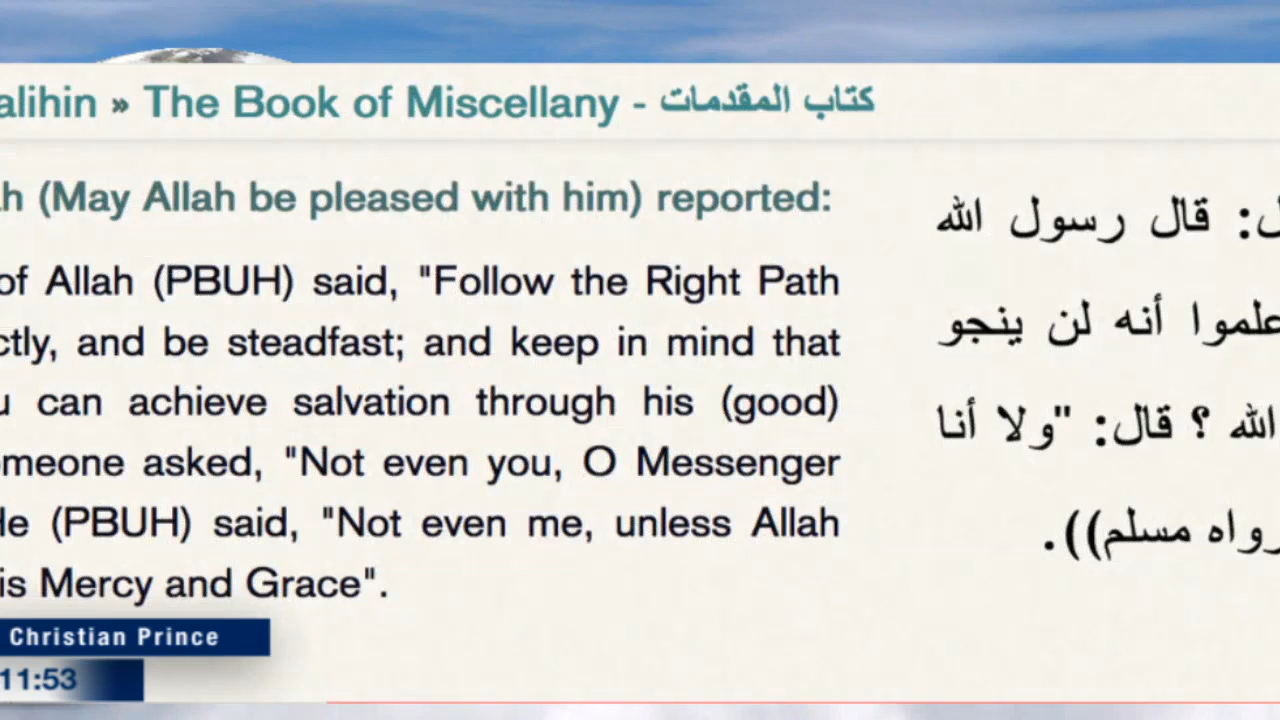 alihin » The Book of Miscellany - كتاب المقدمات
h (May Allah be pleased with him) reported:
of Allah (PBUH) said, "Follow the Right Path
ctly, and be steadfast; and keep in mind that
u can achieve salvation through his (good)
meone asked, "Not even you, O Messenger
He (PBUH) said, "Not even me, unless Allah
is Mercy and Grace".
ل: قال رسول الله
علموا أنه لن ينجو
الله ؟ قال: "ولا أنا
رواه مسلم)).
Christian Prince
11:53